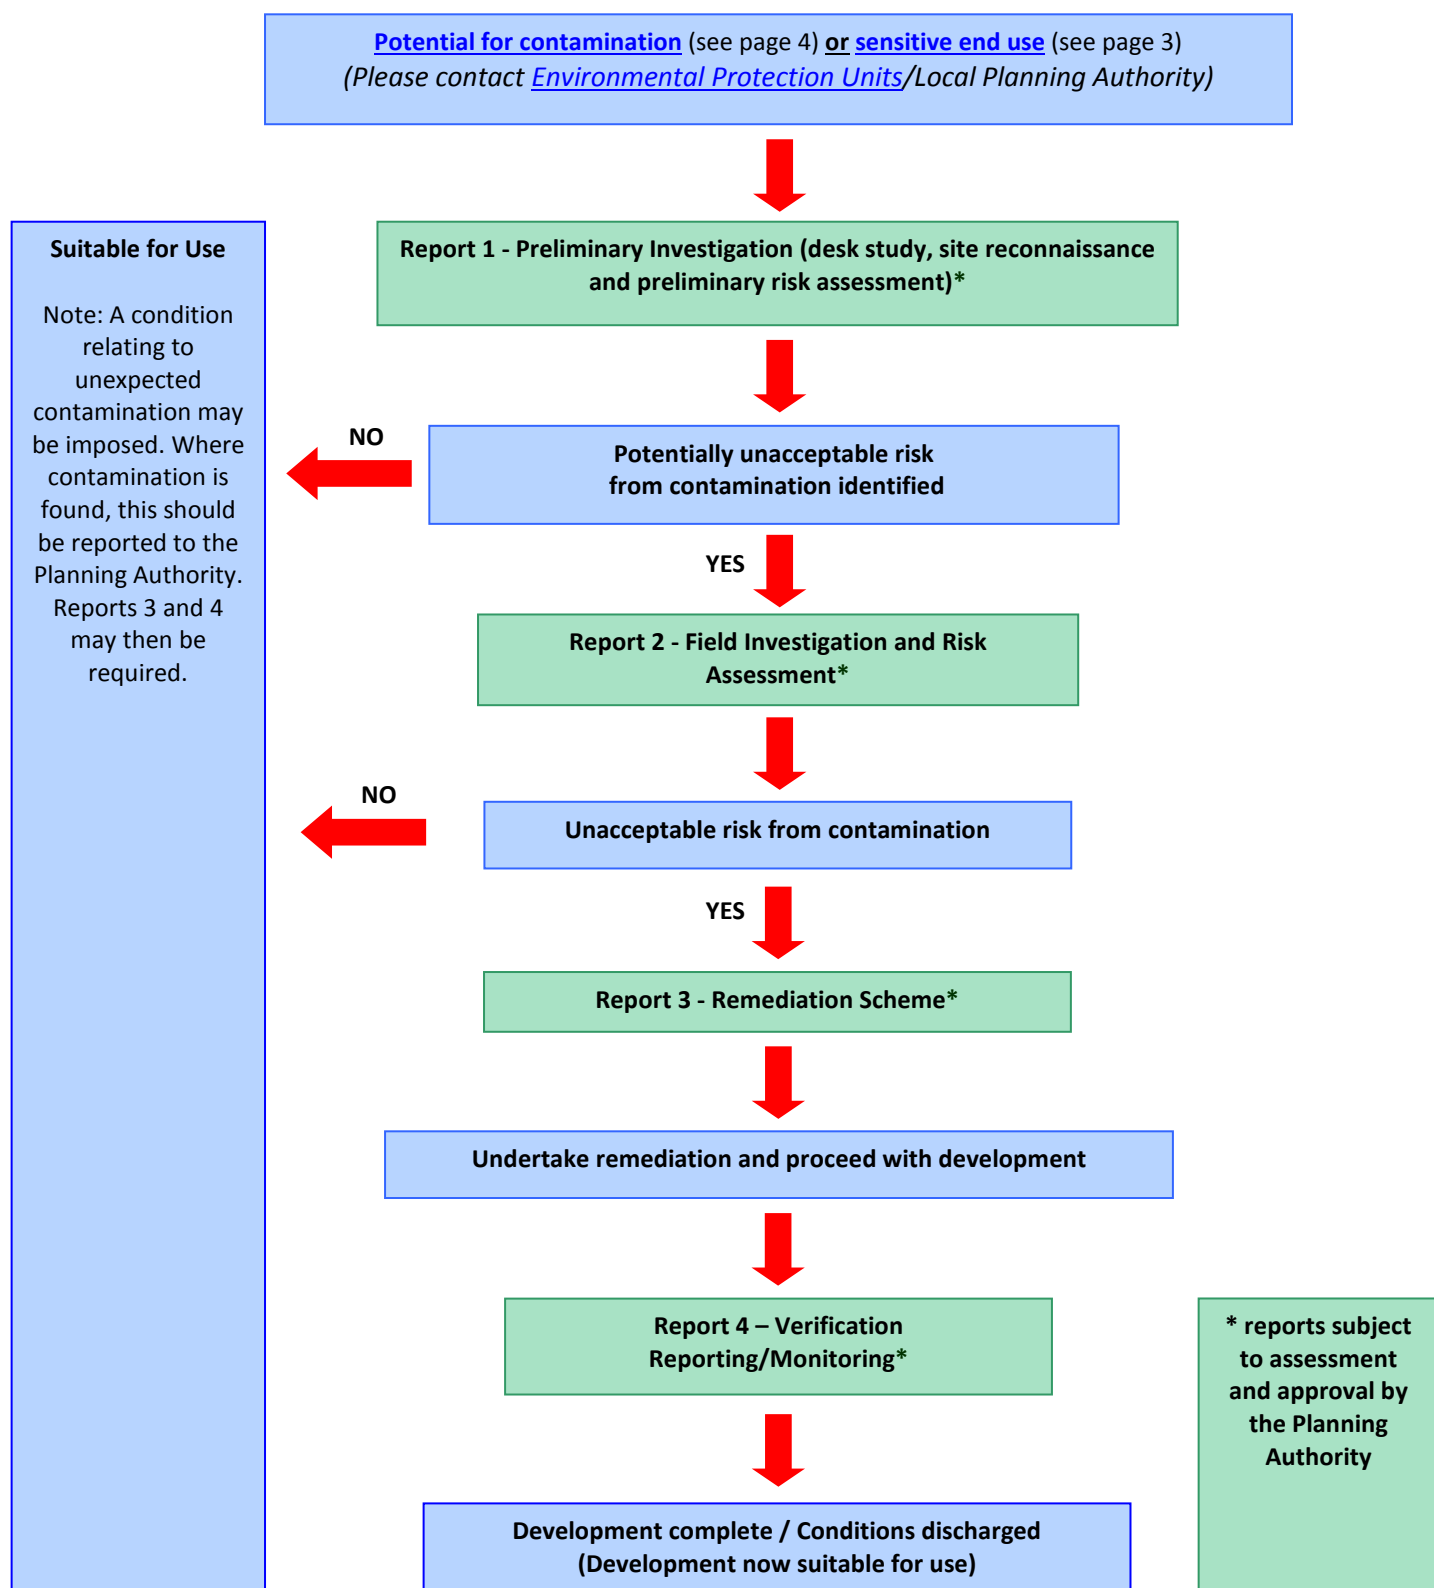 Potential for contamination (see page 4) or sensitive end use (see page 3)
(Please contact Environmental Protection Units/Local Planning Authority)
Suitable for Use
Note: A condition
relating to
unexpected
contamination may
be imposed. Where
contamination is
found, this should
be reported to the
Planning Authority.
Reports 3 and 4
may then be
required.
Report 1 - Preliminary Investigation (desk study, site reconnaissance
and preliminary risk assessment)*
NO
Potentially unacceptable risk
from contamination identified
YES
Report 2 - Field Investigation and Risk
Assessment*
NO
Unacceptable risk from contamination
YES
Report 3 - Remediation Scheme*
Undertake remediation and proceed with development
Report 4 – Verification
Reporting/Monitoring*
* reports subject
to assessment
and approval by
the Planning
Authority
Development complete / Conditions discharged
(Development now suitable for use)